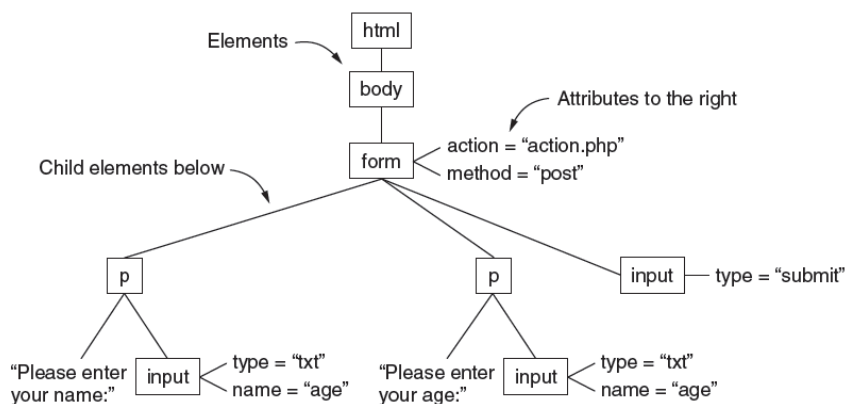 html
Elements
body
Attributes to the right
action = “action.php”
form
method = “post”
Child elements below
p
p
input
type = “submit”
“Please enter
your name:”
input
type = “txt”
name = “age”
“Please enter
your age:”
input
type = “txt”
name = “age”